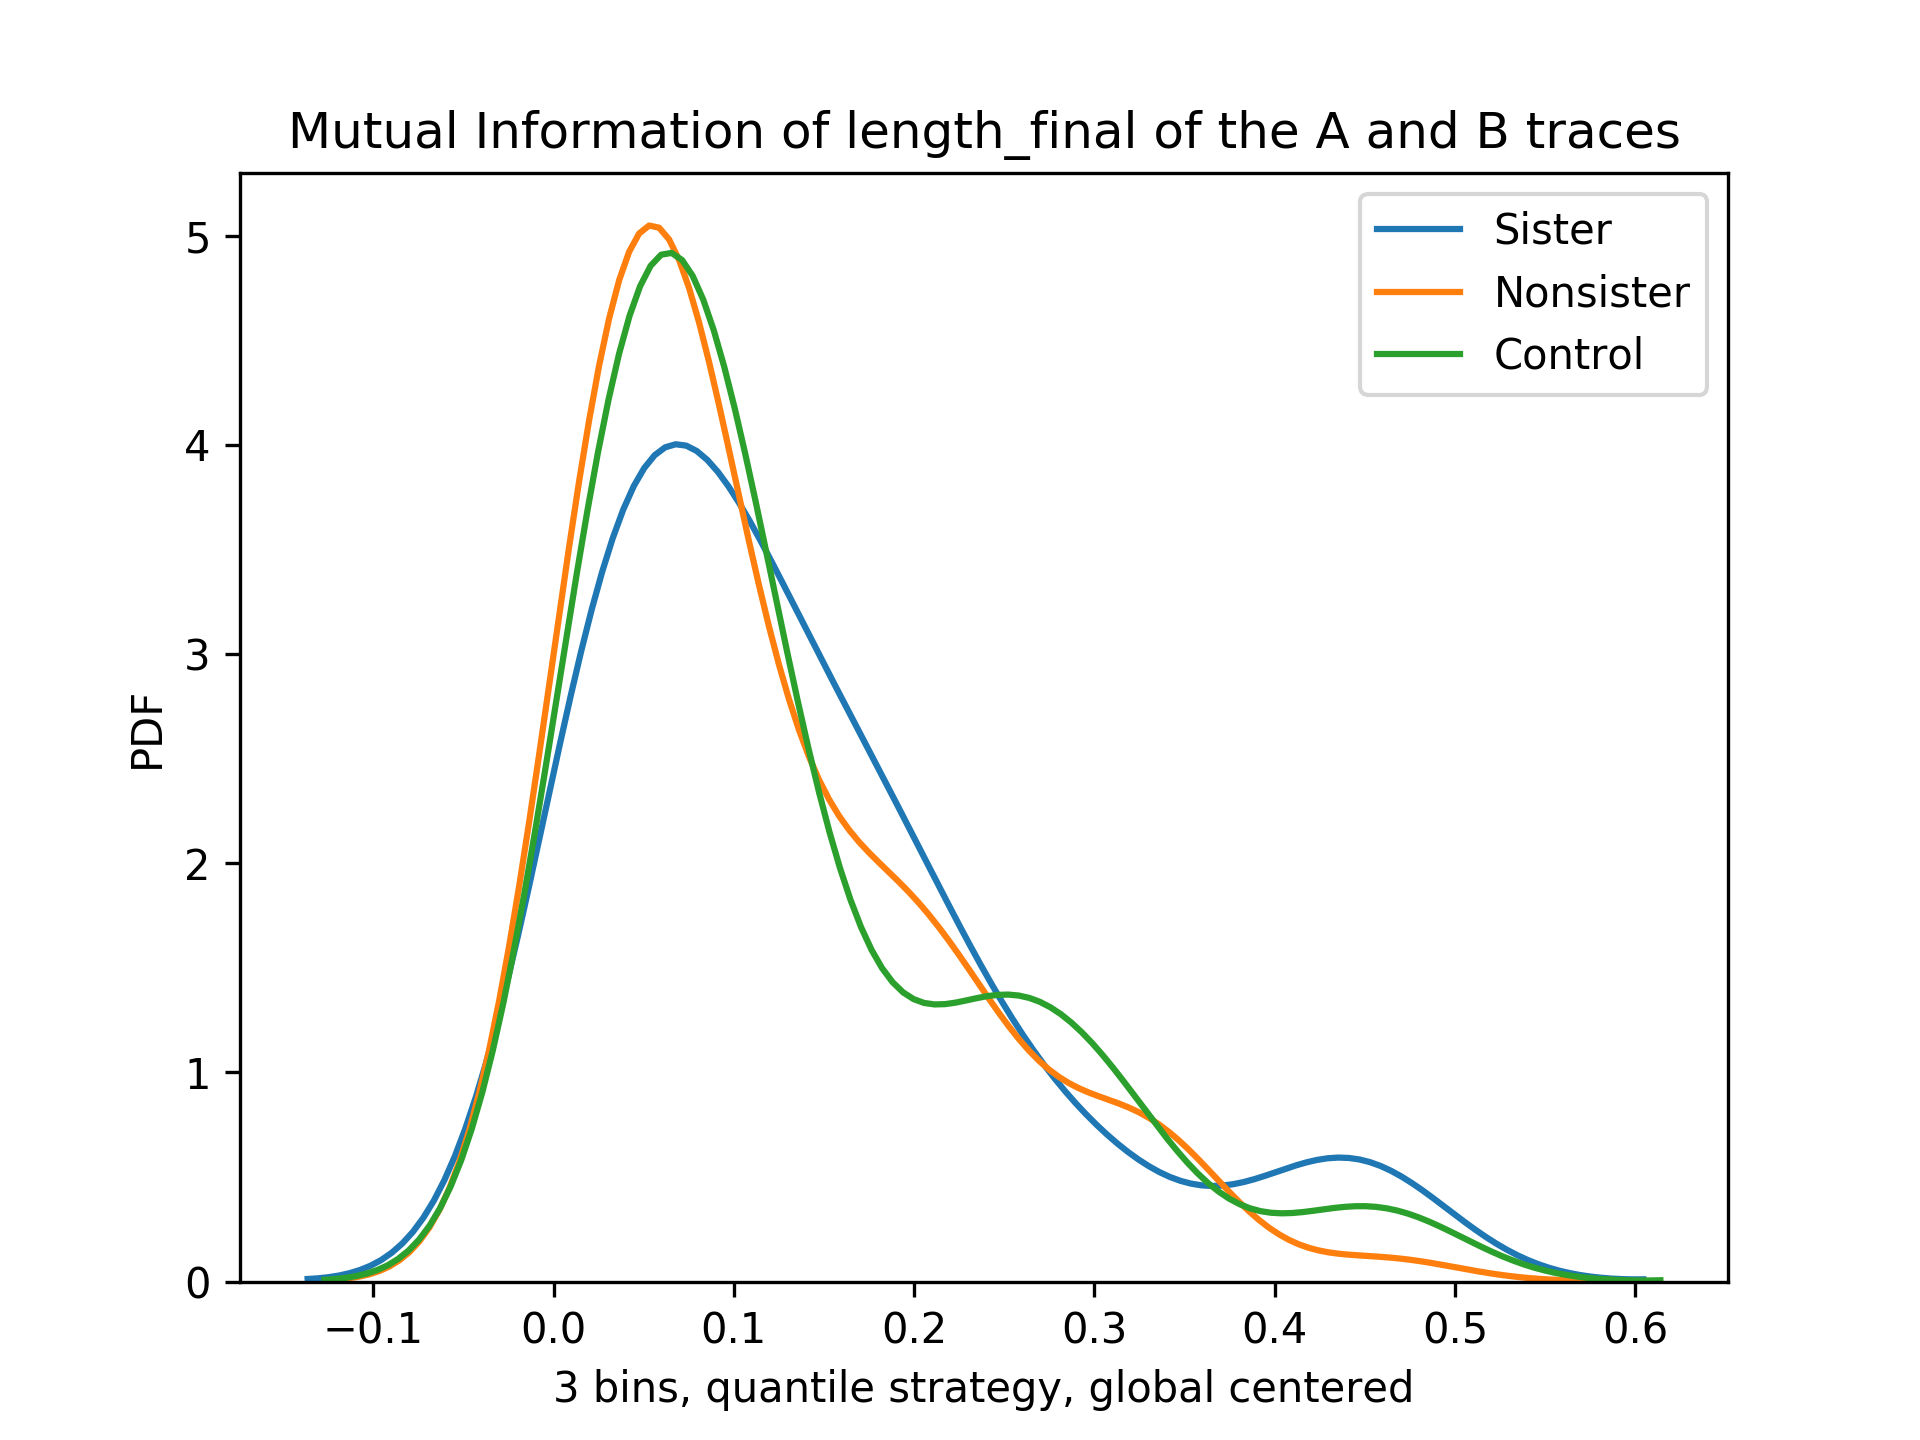 Mutual Information of length_final of the A and B traces
Sister
Nonsister
Control
PDF
5
4
3
2
1
0
−0.1 0.0 0.1 0.2 0.3 0.4 0.5 0.6
3 bins, quantile strategy, global centered